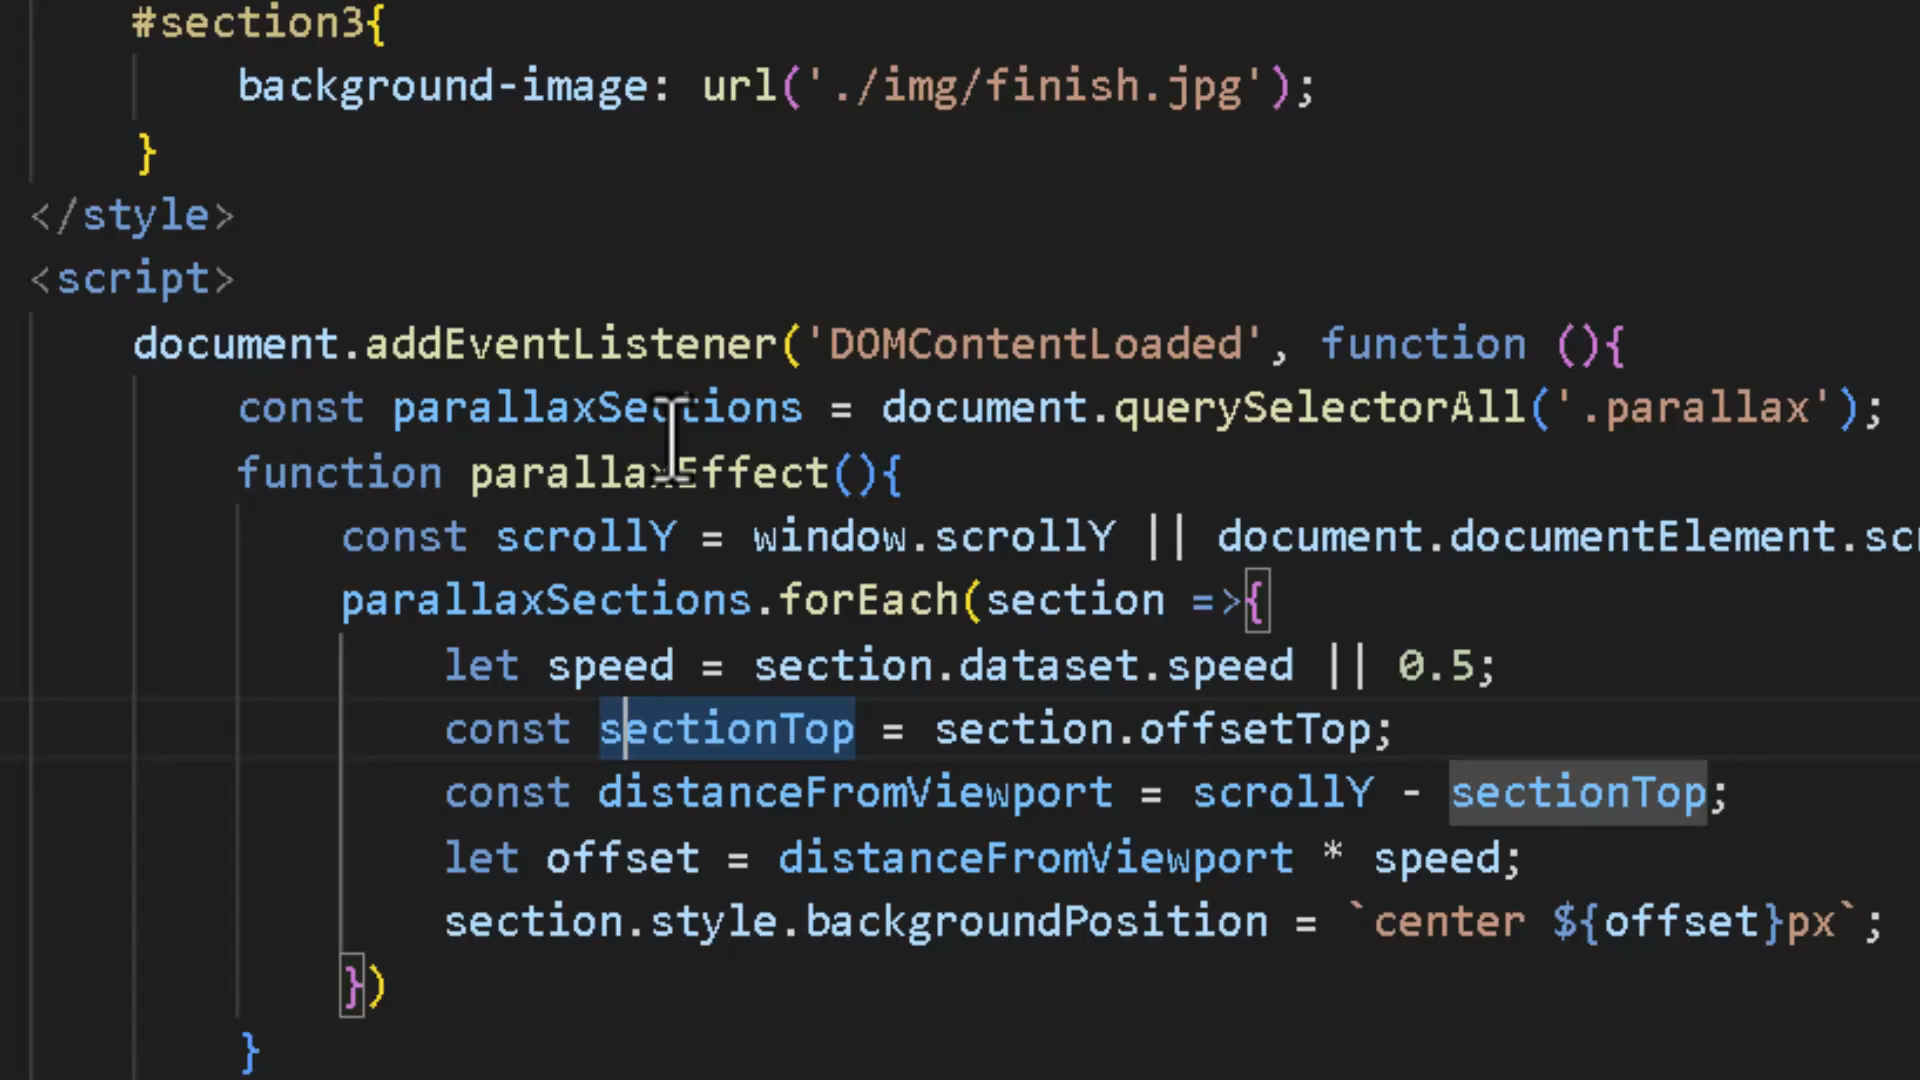 #section3{
background-image: url('./img/finish.jpg');
}
</style>
<script>
document.addEventListener('DOMContentLoaded', function (){
const parallaxSections = document.querySelectorAll('.parallax');
function parallaxEffect(){
const scrollY = window.scrollY || document.documentElement.scr
parallaxSections.forEach(section =>{
let speed = section.dataset.speed || 0.5;
const sectionTop = section.offsetTop;
const distanceFromViewport = scrollY - sectionTop;
let offset = distanceFromViewport * speed;
section.style.backgroundPosition = `center ${offset}px`;
})
}